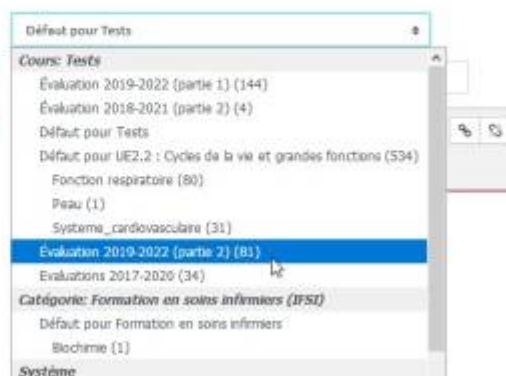 Défaut pour Tests
Cours: Tests
Évaluation 2019-2022 (partie 1) (144)
Évaluation 2018-2021 (partie 2) (4)
Défaut pour Tests
Défaut pour UE2.2 : Cycles de la vie et grandes fonctions (534)
Fonction respiratoire (80)
Peau (1)
Systeme_cardiovasculaire (31)
Évaluation 2019-2022 (partie 2) (81)
Evaluations 2017-2020 (34)
Catégorie: Formation en soins infirmiers (IFSI)
Défaut pour Formation en soins infirmiers
Biochimie (1)
Système